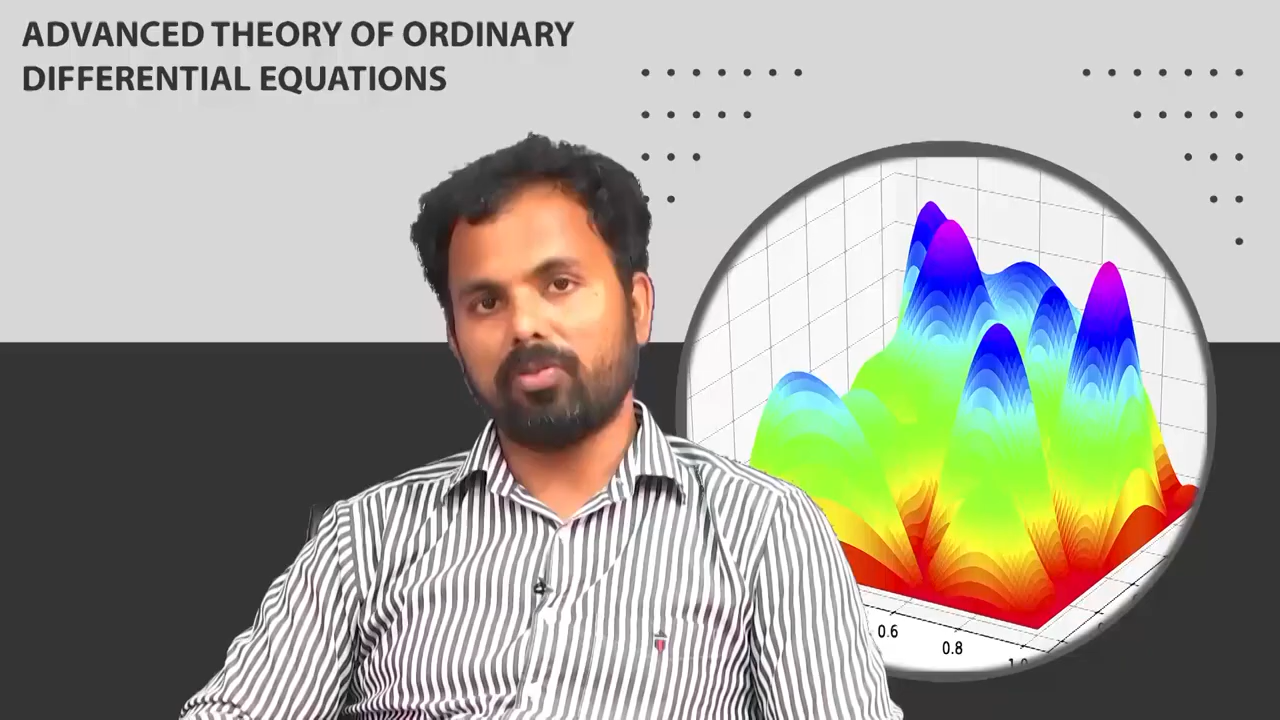 ADVANCED THEORY OF ORDINARY
DIFFERENTIAL EQUATIONS
0.6
0.8